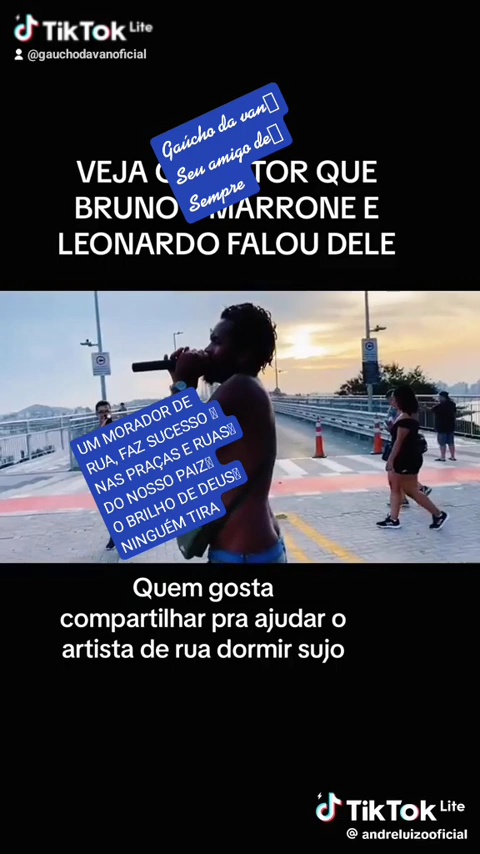 TikTok Lite
@gauchodavanoficial
Gaúcho da van
Seu amigo de
Sempre
VEJA TOR QUE
BRUNO MARRONE E
LEONARDO FALOU DELE
UM MORADOR DE
RUA, FAZ SUCESSO
NAS PRAÇAS E RUAS
DO NOSSO PAIZ
O BRILHO DE DEUS
NINGUÉM TIRA
Quem gosta
compartilhar pra ajudar o
artista de rua dormir sujo
TikTok Lite
@ andreluizooficial